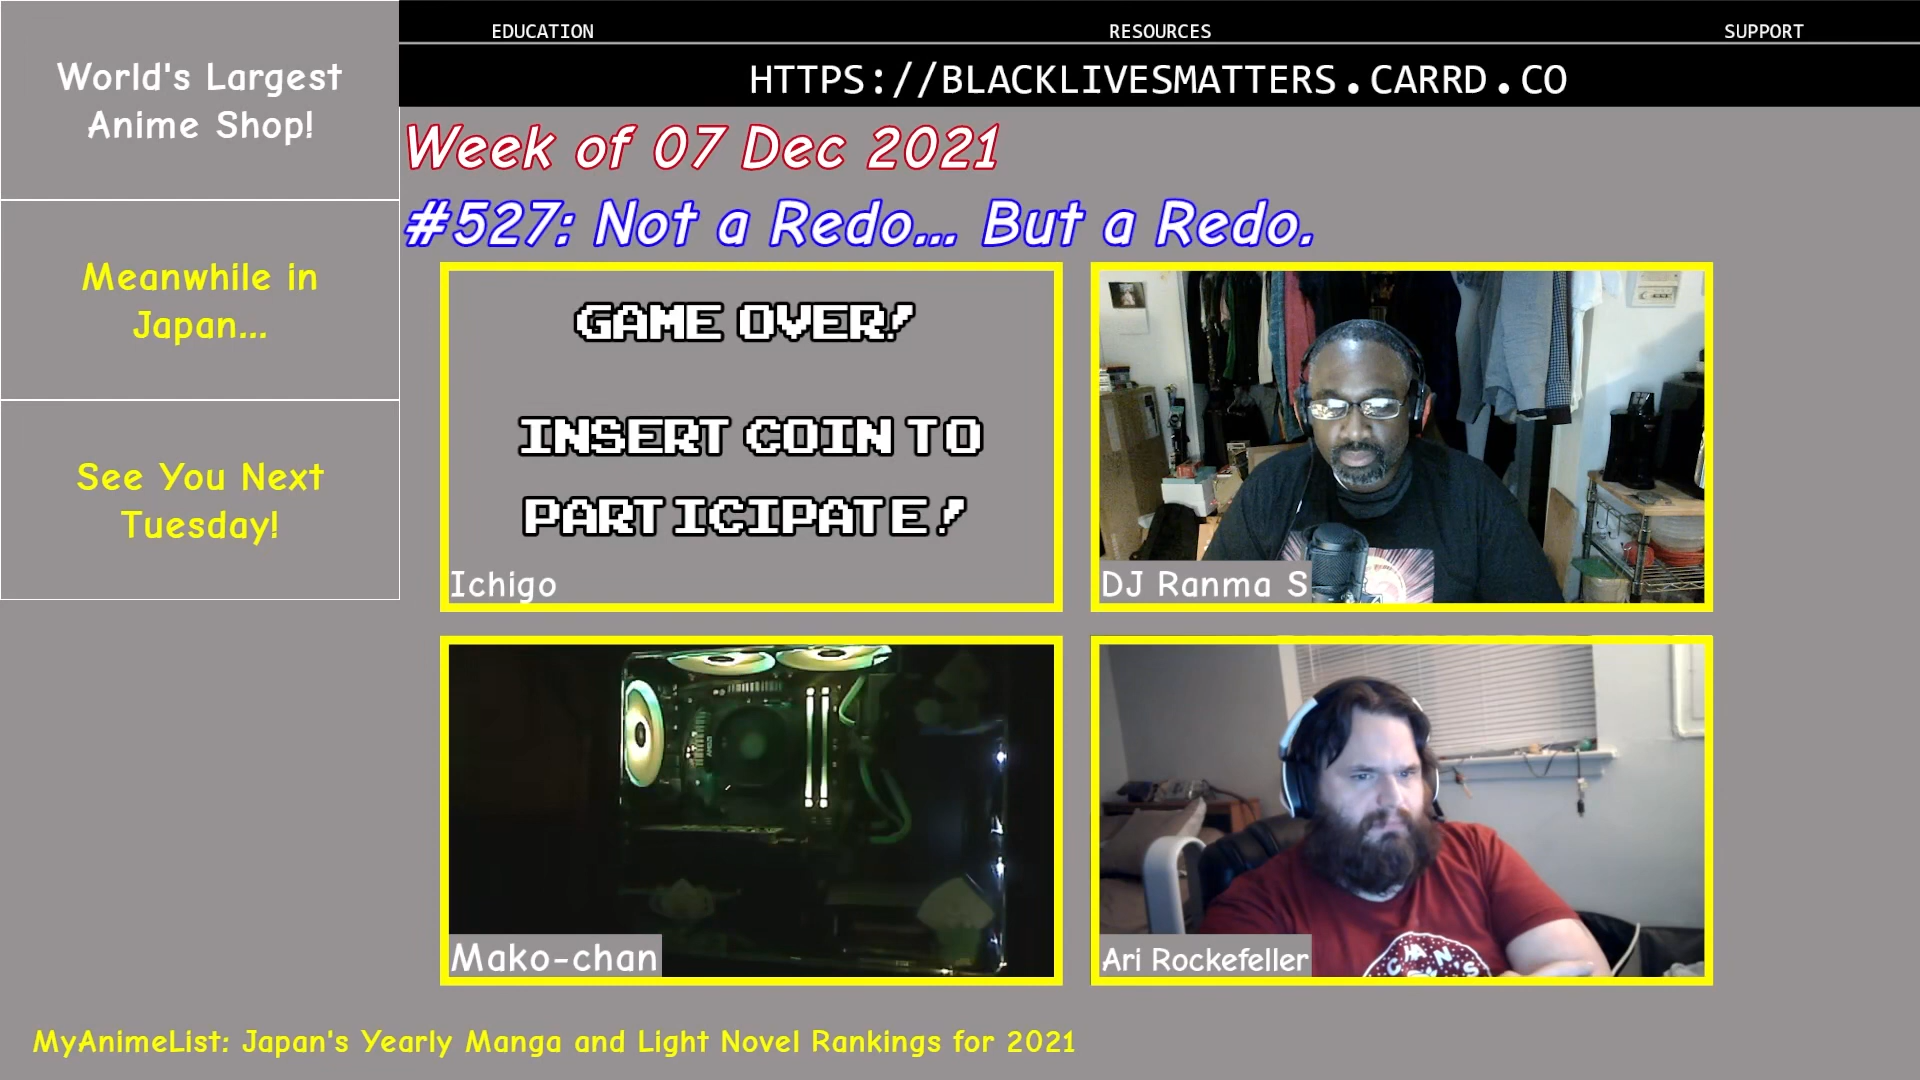 World's Largest
Anime Shop!
Meanwhile in
Japan...
See You Next
Tuesday!
EDUCATION
RESOURCES
SUPPORT
HTTPS://BLACKLIVESMATTERS.CARRD.CO
Week of 07 Dec 2021
#527: Not a Redo... But a Redo.
GAME OVER!
INSERT COIN TO
PARTICIPATE!
Ichigo
DJ Ranma S
Mako-chan
Ari Rockefeller
MyAnimeList: Japan's Yearly Manga and Light Novel Rankings for 2021